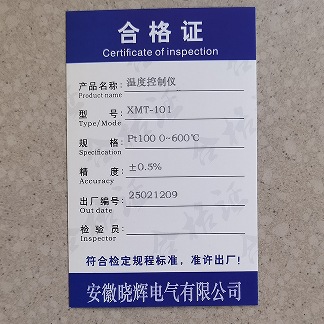 合格证
Certificate of inspection
产品名称: 温度控制仪
Product name
型 号: XMT-101
Type/Mode
规 格: Pt100 0~600℃
Specification
精 度: ±0.5%
Accuracy
出厂编号: 25021209
Out date
检 验 员:
Inspector
符合检定规程标准，准许出厂!
安徽晓辉电气有限公司